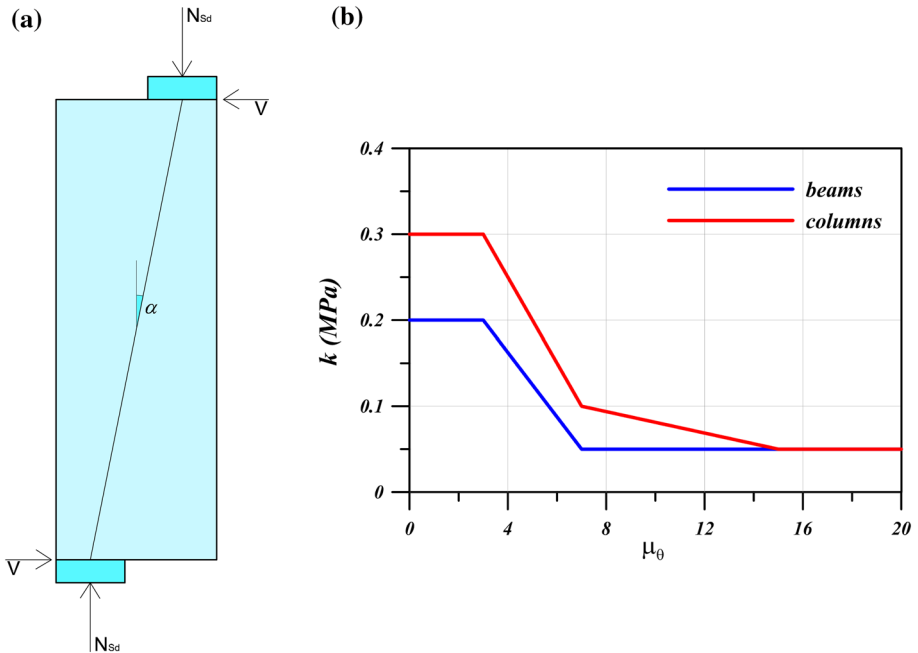 (a)
N_Sd
V
α
V
N_Sd
(b)
k (MPa)
0.4
0.3
0.2
0.1
0
beams
columns
0 4 8 12 16 20
μ_θ